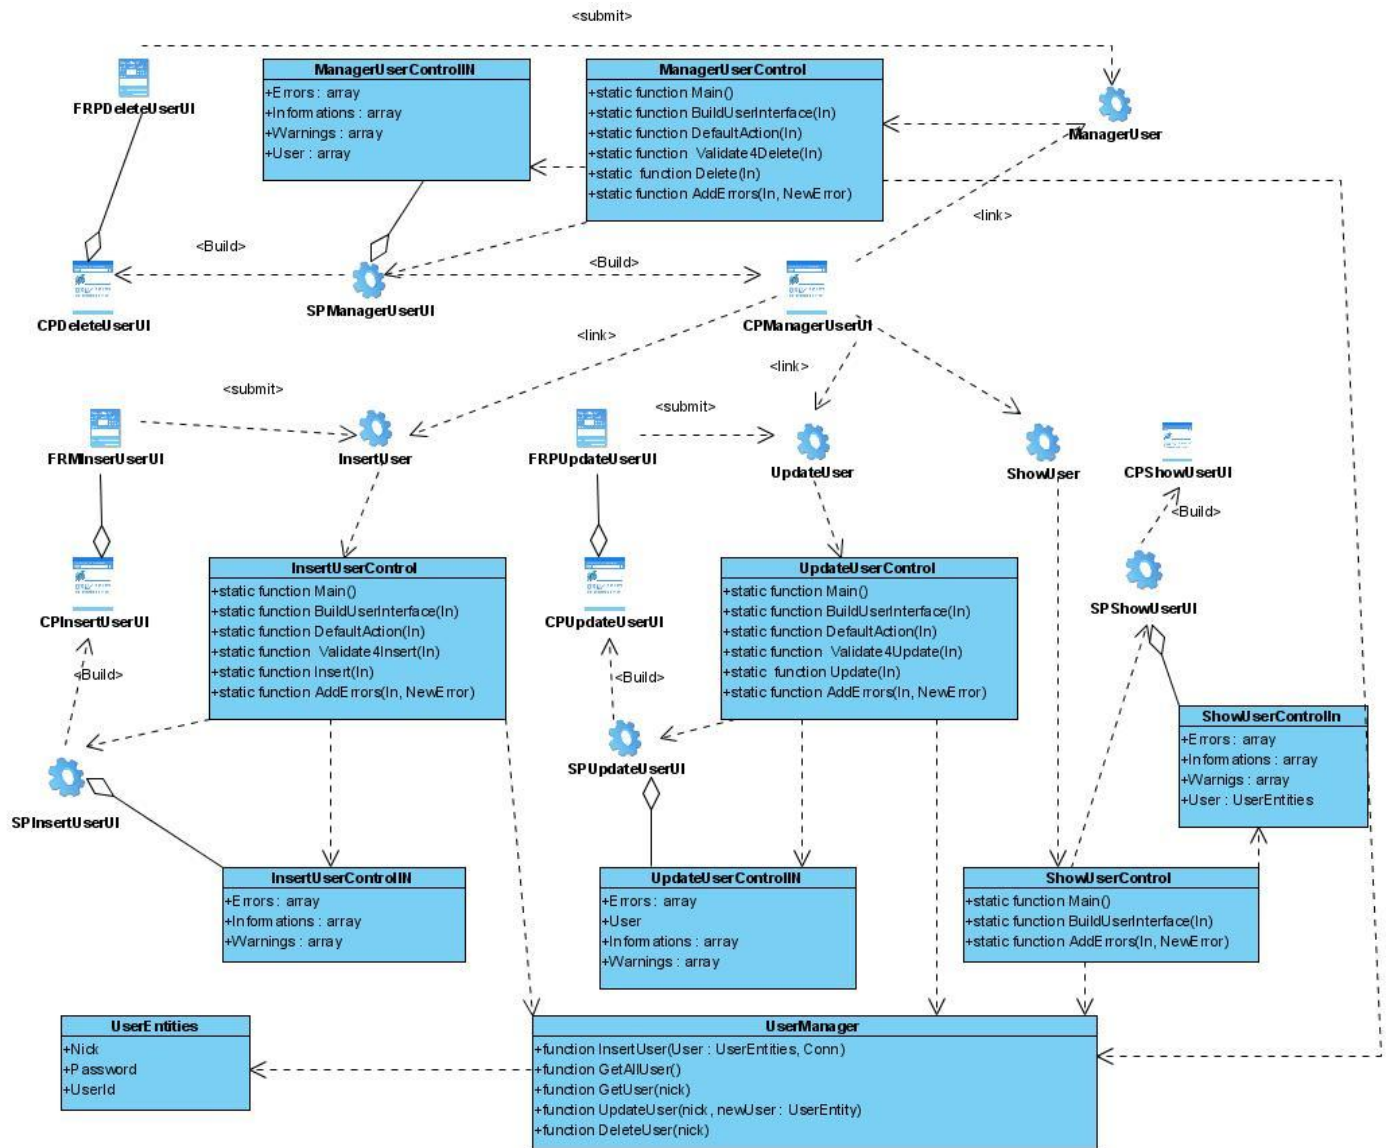 <submit>
FRPDeleteUserUI
ManagerUserControlIN
+Errors : array
+Informations : array
+Warnings : array
+User : array
ManagerUserControl
+static function Main()
+static function BuildUserInterface(In)
+static function DefaultAction(In)
+static function Validate4Delete(In)
+static function Delete(In)
+static function AddErrors(In, NewError)
ManagerUser
<link>
<Build>
<Build>
CPDeleteUserUI
SPManagerUserUI
CPManagerUserUI
<link>
<link>
<submit>
<submit>
FRMInserUserUI
InsertUser
FRPUpdateUserUI
UpdateUser
ShowUser
CPShowUserUI
<Build>
CPInsertUserUI
InsertUserControl
+static function Main()
+static function BuildUserInterface(In)
+static function DefaultAction(In)
+static function Validate4Insert(In)
+static function Insert(In)
+static function AddErrors(In, NewError)
CPUpdateUserUI
UpdateUserControl
+static function Main()
+static function BuildUserInterface(In)
+static function DefaultAction(In)
+static function Validate4Update(In)
+static function Update(In)
+static function AddErrors(In, NewError)
SPShowUserUI
<Build>
<Build>
ShowUserControlIn
+Errors : array
+Informations : array
+Warnigs : array
+User : UserEntities
SPInsertUserUI
SPUpdateUserUI
InsertUserControlIN
+Errors : array
+Informations : array
+Warnings : array
UpdateUserControlIN
+Errors : array
+User
+Informations : array
+Warnings : array
ShowUserControl
+static function Main()
+static function BuildUserInterface(In)
+static function AddErrors(In, NewError)
UserEntities
+Nick
+Password
+UserId
UserManager
+function InsertUser(User : UserEntities, Conn)
+function GetAllUser()
+function GetUser(nick)
+function UpdateUser(nick, newUser : UserEntity)
+function DeleteUser(nick)